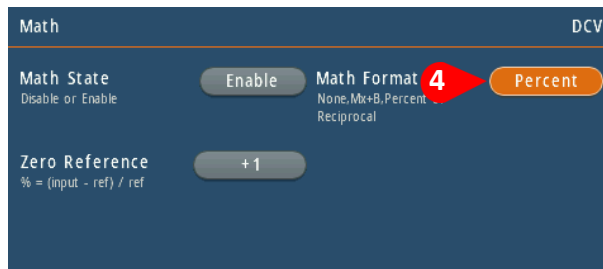 Math DCV
Math State Enable Math Format 4 Percent
Disable or Enable None,Mx+B,Percent
Reciprocal
Zero Reference +1
% = (input - ref) / ref